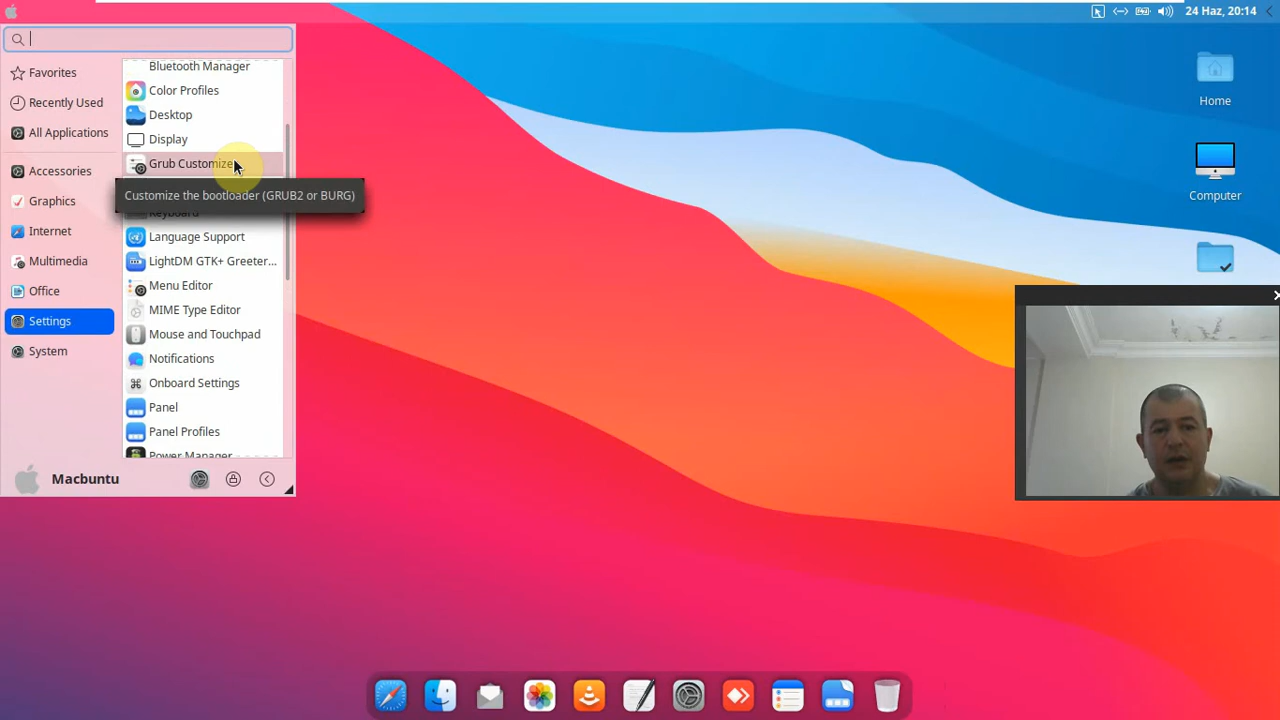 24 Haz, 20:14
Favorites
Recently Used
All Applications
Accessories
Graphics
Internet
Multimedia
Office
Settings
System
Bluetooth Manager
Color Profiles
Desktop
Display
Grub Customize
Customize the bootloader (GRUB2 or BURG)
Keyboard
Language Support
LightDM GTK+ Greeter...
Menu Editor
MIME Type Editor
Mouse and Touchpad
Notifications
Onboard Settings
Panel
Panel Profiles
Power Manager
Macbuntu
Home
Computer